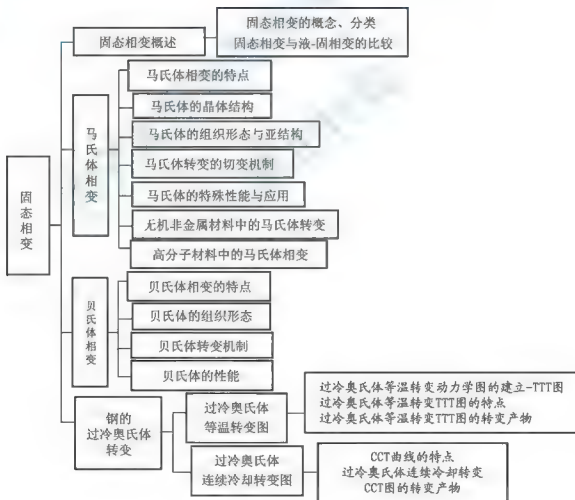 固态相变
固态相变概述
固态相变的概念、分类
固态相变与液-固相变的比较
马氏体相变
马氏体相变的特点
马氏体的晶体结构
马氏体的组织形态与亚结构
马氏体转变的切变机制
马氏体的特殊性能与应用
无机非金属材料中的马氏体转变
高分子材料中的马氏体相变
贝氏体相变
贝氏体相变的特点
贝氏体的组织形态
贝氏体转变机制
贝氏体的性能
钢的
过冷奥氏体
转变
过冷奥氏体
等温转变图
过冷奥氏体等温转变动力学图的建立-TTT图
过冷奥氏体等温转变TTT图的特点
过冷奥氏体等温转变TTT图的转变产物
过冷奥氏体
连续冷却转变图
CCT曲线的特点
过冷奥氏体连续冷却转变
CCT图的转变产物